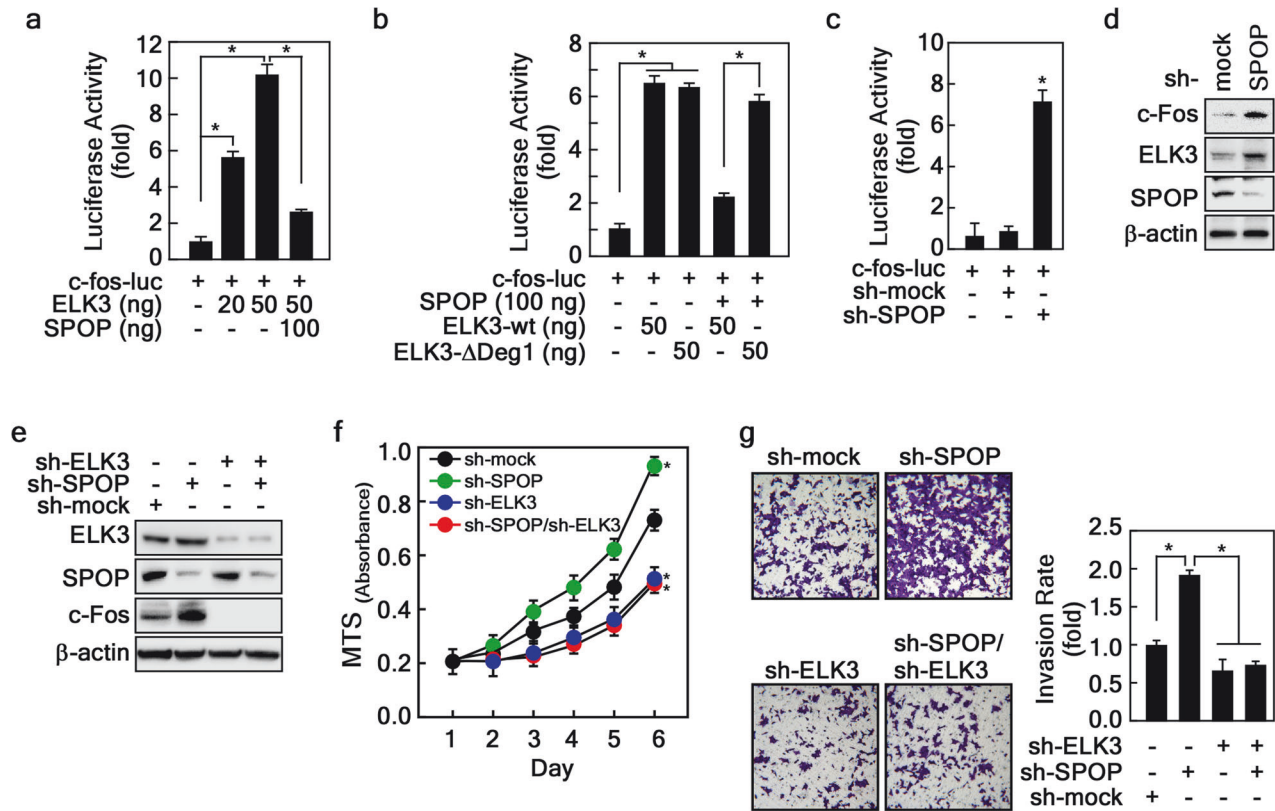 a
Luciferase Activity
(fold)
12
10
8
6
4
2
0
*
*
*
c-fos-luc + + + +
ELK3 (ng) - 20 50 50
SPOP (ng) - - - 100
b
Luciferase Activity
(fold)
8
6
4
2
0
*
*
c-fos-luc + + + + +
SPOP (100 ng) - - - + +
ELK3-wt (ng) - 50 - 50 -
ELK3-ΔDeg1 (ng) - - 50 - 50
c
Luciferase Activity
(fold)
10
8
6
4
2
0
*
c-fos-luc + + +
sh-mock - + -
sh-SPOP - - +
d
sh- mock SPOP
c-Fos
ELK3
SPOP
β-actin
e
sh-ELK3 - - + +
sh-SPOP - + - +
sh-mock + - - -
ELK3
SPOP
c-Fos
β-actin
f
MTS (Absorbance)
1.0
0.8
0.6
0.4
0.2
0.0
sh-mock
sh-SPOP
sh-ELK3
sh-SPOP/sh-ELK3
*
*
*
1 2 3 4 5 6
Day
g
sh-mock sh-SPOP
sh-ELK3
sh-SPOP/
sh-ELK3
Invasion Rate
(fold)
2.5
2.0
1.5
1.0
0.5
0.0
* *
sh-ELK3 - - + +
sh-SPOP - + - +
sh-mock + - - -